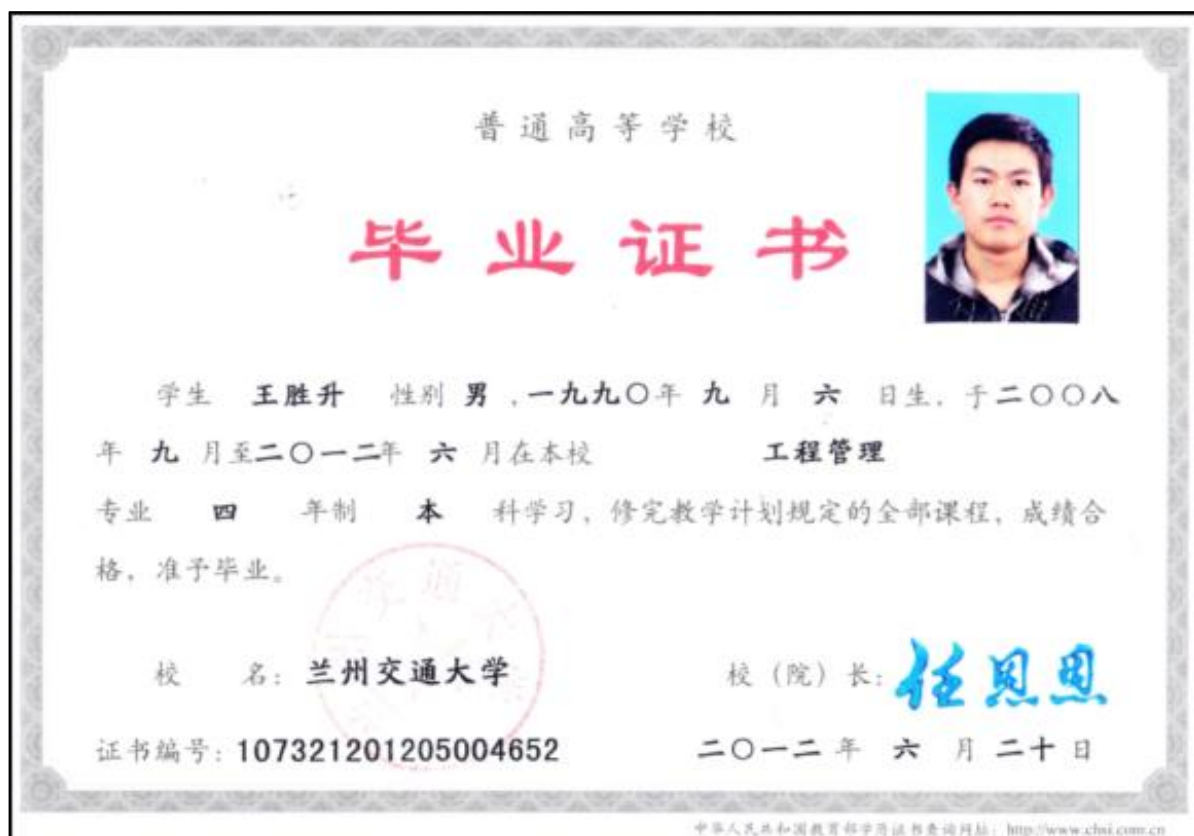 普通高等学校
毕业证书
学生 王胜升 性别 男 ,一九九〇年 九 月 六 日生, 于二〇〇八
年 九 月至二〇一二年 六 月在本校 工程管理
专业 四 年制 本 科学习, 修完教学计划规定的全部课程, 成绩合
格, 准予毕业。
校 名: 兰州交通大学 校 (院) 长: 任恩恩
证书编号: 107321201205004652 二〇一二 年 六 月 二十 日
中华人民共和国教育部学历证书查询网址: http://www.chsi.com.cn